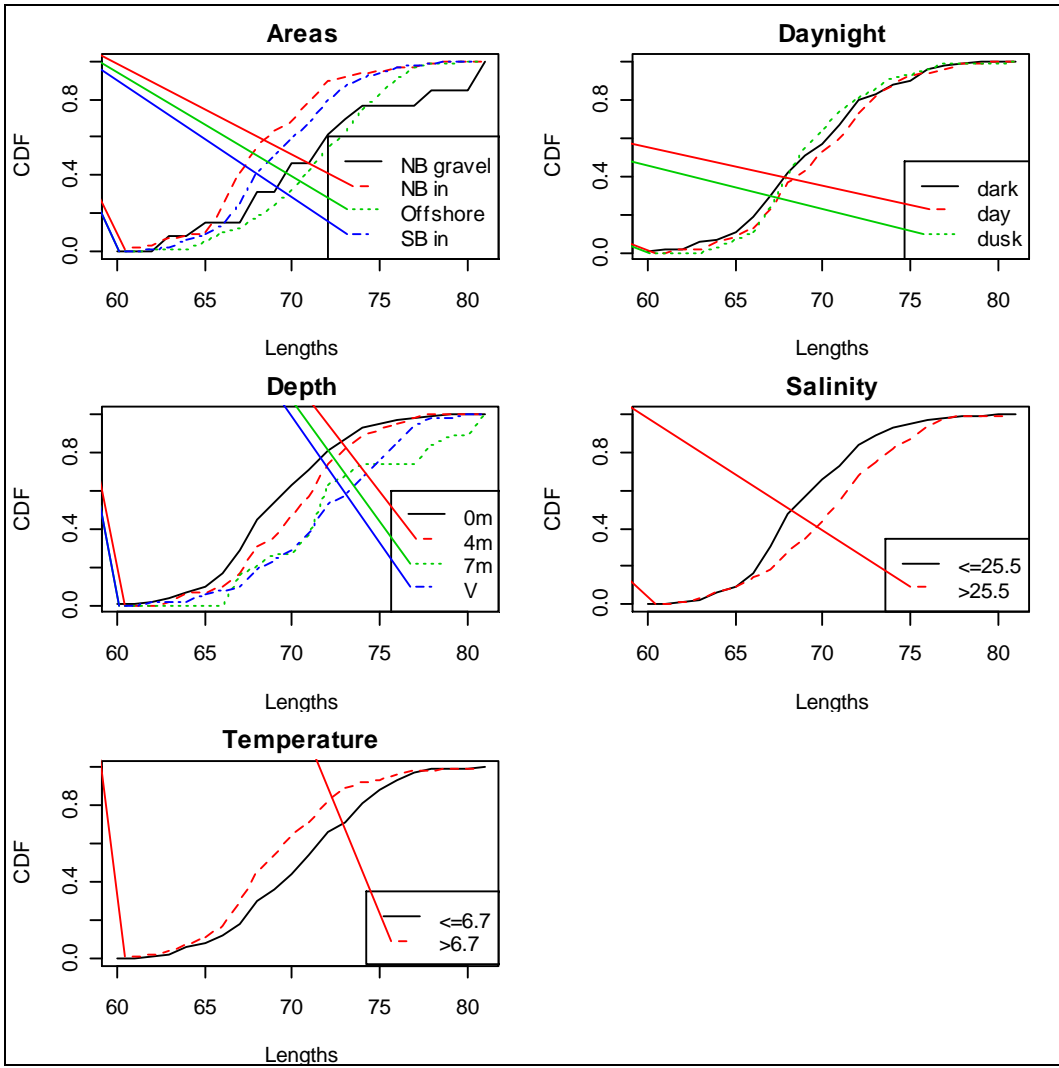 Areas
CDF
0.0 0.4 0.8
60 65 70 75 80
Lengths
NB gravel
NB in
Offshore
SB in
Daynight
CDF
0.0 0.4 0.8
60 65 70 75 80
Lengths
dark
day
dusk
Depth
CDF
0.0 0.4 0.8
60 65 70 75 80
Lengths
0m
4m
7m
V
Salinity
CDF
0.0 0.4 0.8
60 65 70 75 80
Lengths
<=25.5
>25.5
Temperature
CDF
0.0 0.4 0.8
60 65 70 75 80
Lengths
<=6.7
>6.7